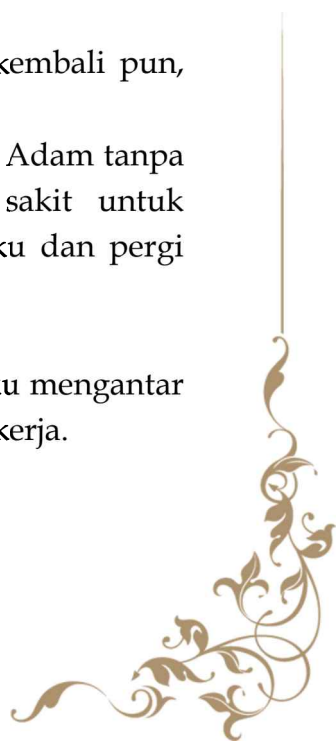 kembali pun,
Adam tanpa
sakit untuk
ku dan pergi
mengantar
kerja.